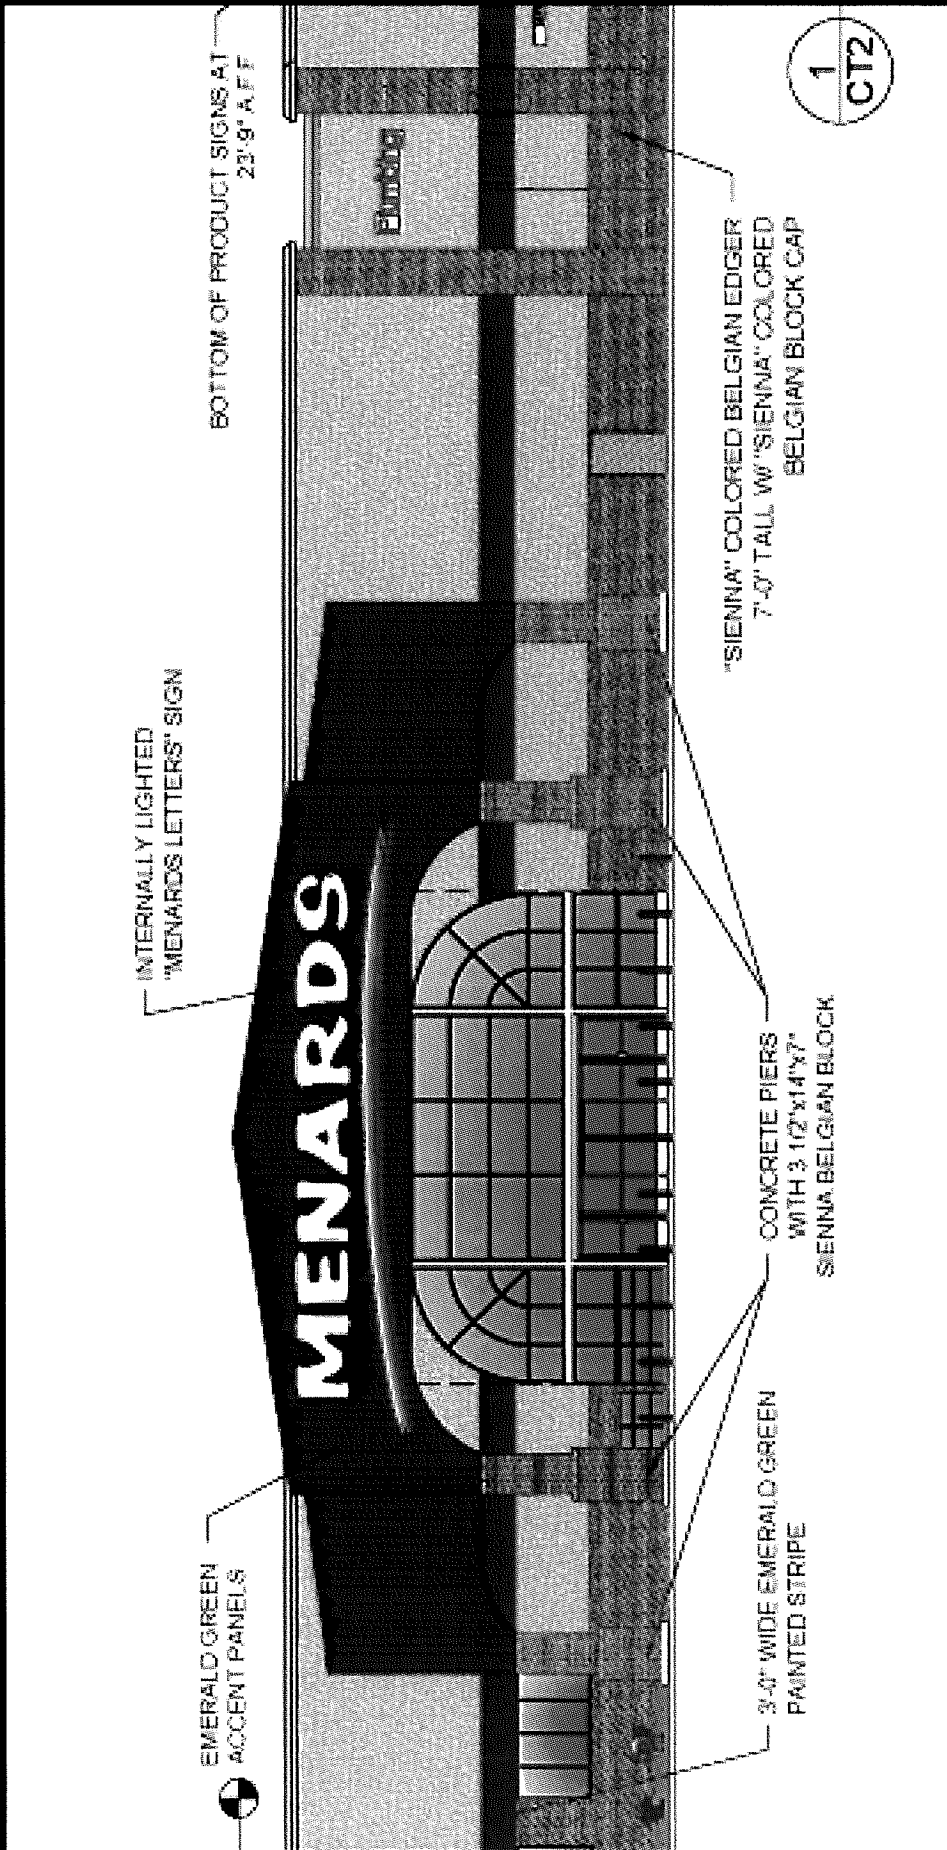 INTERNALLY LIGHTED
"MENARDS LETTERS" SIGN
BOTTOM OF PRODUCT SIGNS AT
23'-9" A.F.F
EMERALD GREEN
ACCENT PANELS
MENARDS
Plumbing
3'-0" WIDE EMERALD GREEN
PAINTED STRIPE
CONCRETE PIERS
WITH 3 1/2"x14"x7"
SIENNA BELGIAN BLOCK
"SIENNA" COLORED BELGIAN EDGER
7'-0" TALL W/ "SIENNA" COLORED
BELGIAN BLOCK CAP
1
CT2